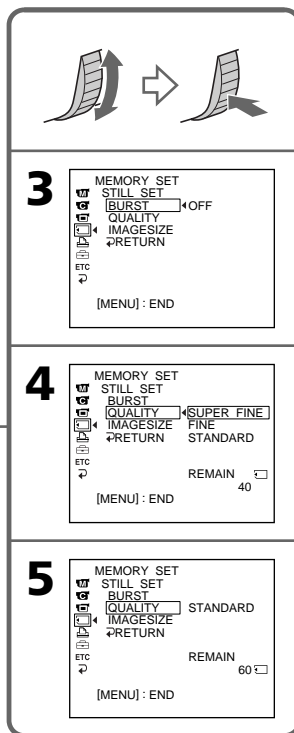 3
MEMORY SET
STILL SET
BURST OFF
QUALITY
IMAGESIZE
RETURN
ETC
[MENU] : END
4
MEMORY SET
STILL SET
BURST
QUALITY SUPER FINE
IMAGESIZE FINE
RETURN STANDARD
ETC
REMAIN
40
[MENU] : END
5
MEMORY SET
STILL SET
BURST
QUALITY STANDARD
IMAGESIZE
RETURN
ETC
REMAIN
60
[MENU] : END